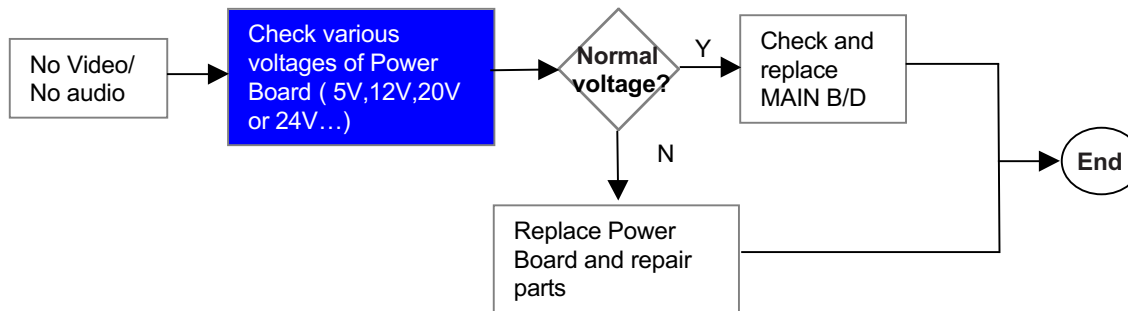 No Video/
No audio
Check various
voltages of Power
Board ( 5V,12V,20V
or 24V…)
Normal
voltage?
Y
Check and
replace
MAIN B/D
N
Replace Power
Board and repair
parts
End